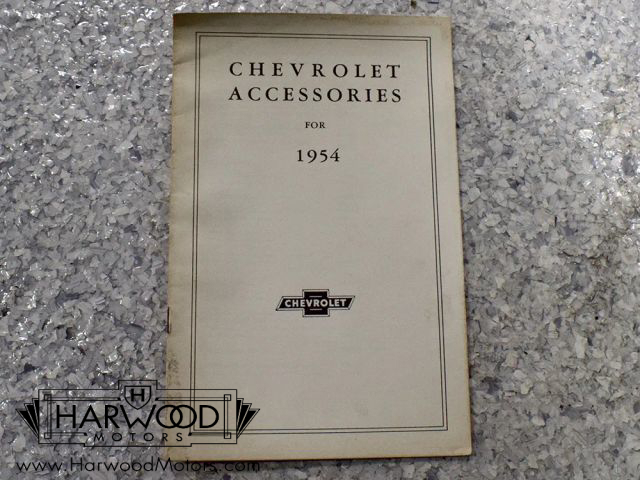 CHEVROLET
ACCESSORIES
FOR
1954
CHEVROLET
H
HARWOOD
MOTORS
www.HarwoodMotors.com